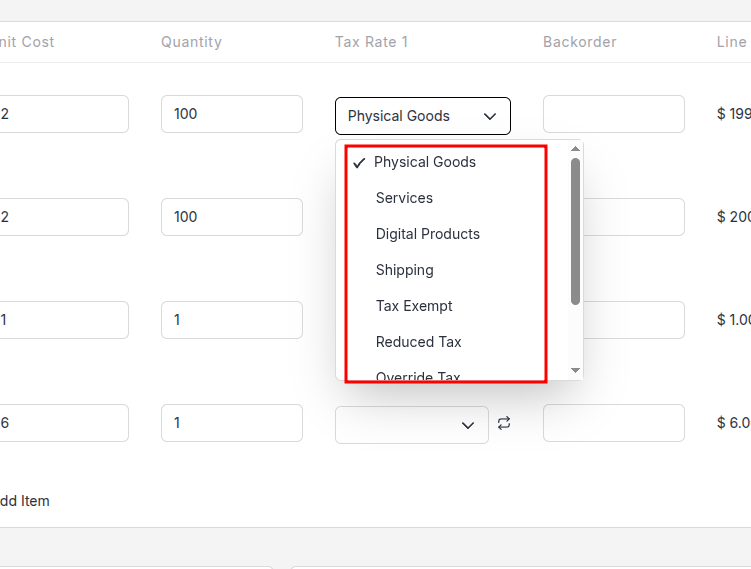 nit Cost Quantity Tax Rate 1 Backorder Line
2 100 Physical Goods $ 199
Physical Goods
Services
2 100 $ 200
Digital Products
Shipping
Tax Exempt
1 1 $ 1.00
Reduced Tax
Override Tax
6 1 $ 6.0
dd Item